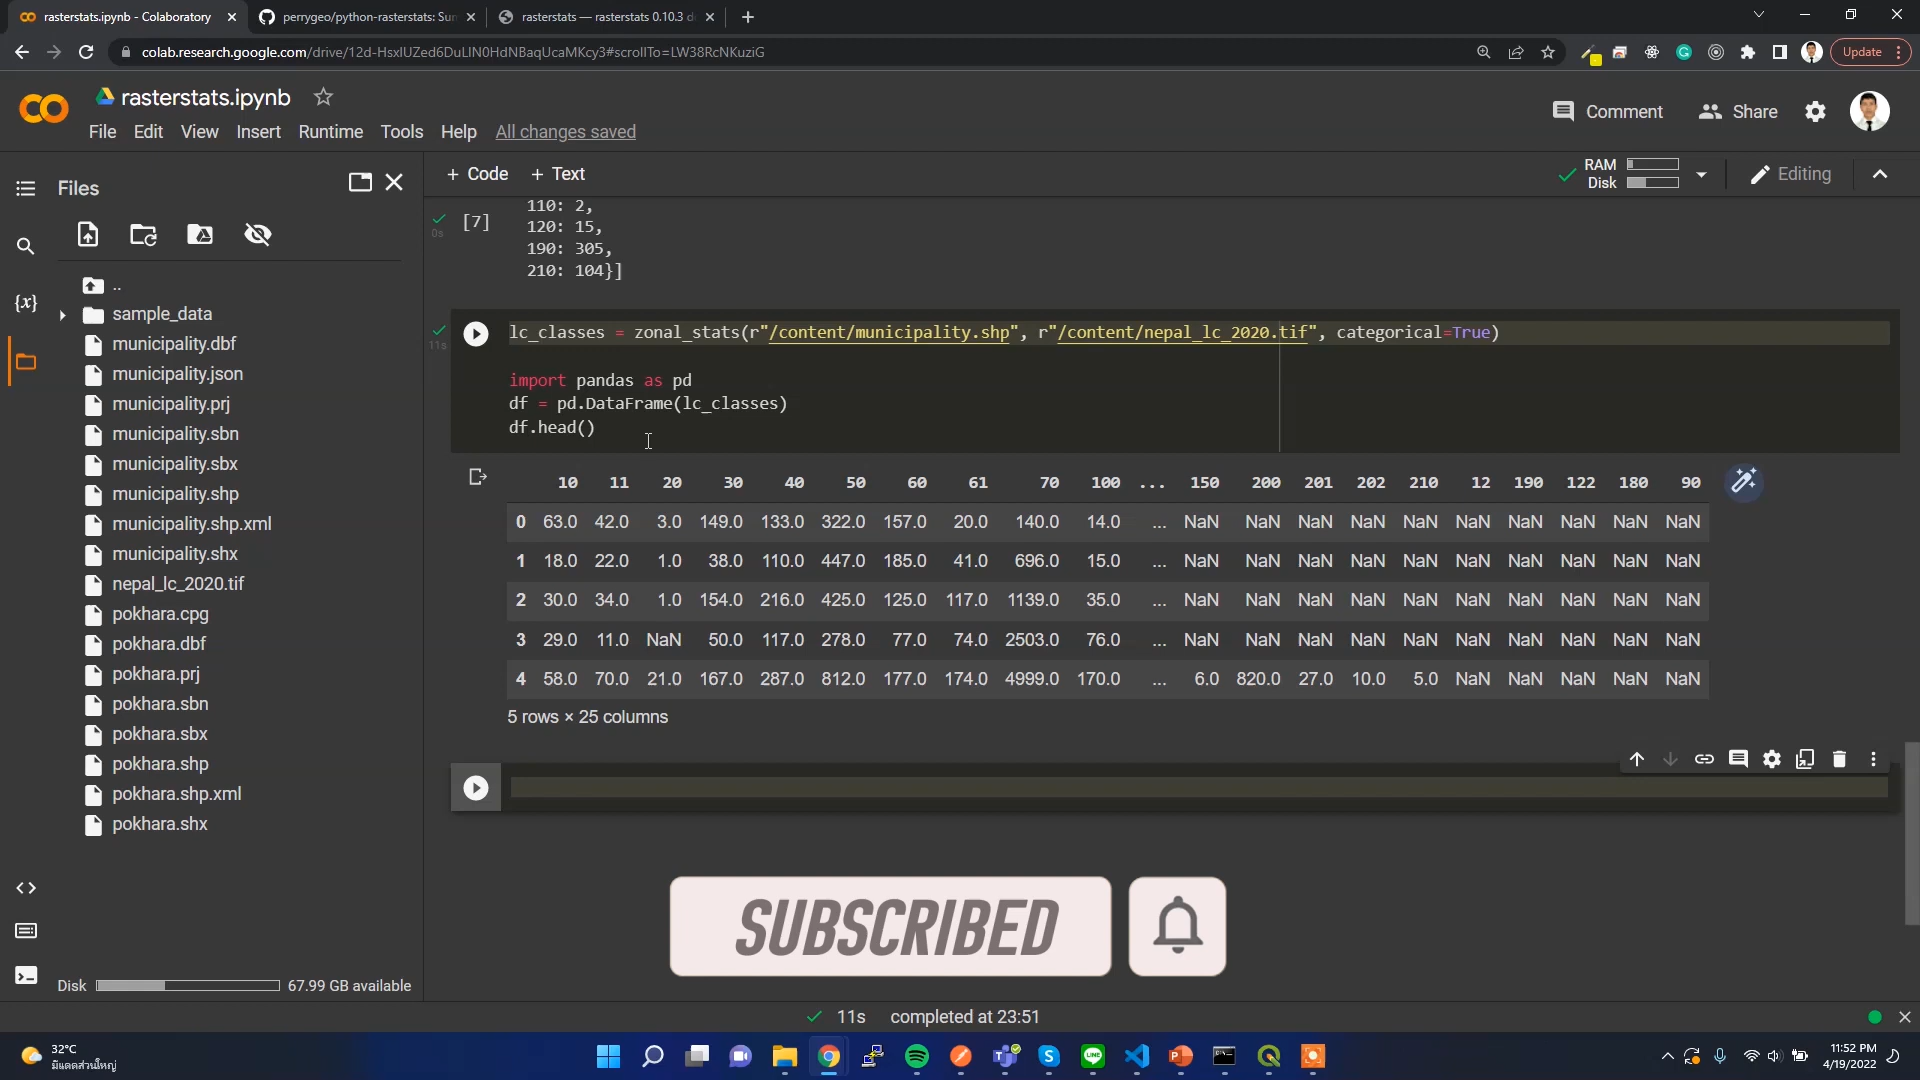 rasterstats.ipynb - Colaboratory
perrygeo/python-rasterstats: Sun
rasterstats — rasterstats 0.10.3 d
colab.research.google.com/drive/12d-HsxlUZed6DuLlN0HdNBaqUcaMKcy3#scrollTo=LW38RcNKuziG
Update
rasterstats.ipynb
File Edit View Insert Runtime Tools Help All changes saved
Comment Share
Files
+ Code + Text
RAM
Disk
Editing
..
sample_data
municipality.dbf
municipality.json
municipality.prj
municipality.sbn
municipality.sbx
municipality.shp
municipality.shp.xml
municipality.shx
nepal_lc_2020.tif
pokhara.cpg
pokhara.dbf
pokhara.prj
pokhara.sbn
pokhara.sbx
pokhara.shp
pokhara.shp.xml
pokhara.shx
Disk 67.99 GB available
0s
[7]
110: 2,
120: 15,
190: 305,
210: 104}]
11s
lc_classes = zonal_stats(r"/content/municipality.shp", r"/content/nepal_lc_2020.tif", categorical=True)
import pandas as pd
df = pd.DataFrame(lc_classes)
df.head()
10 11 20 30 40 50 60 61 70 100 ... 150 200 201 202 210 12 190 122 180 90
0 63.0 42.0 3.0 149.0 133.0 322.0 157.0 20.0 140.0 14.0 ... NaN NaN NaN NaN NaN NaN NaN NaN NaN NaN
1 18.0 22.0 1.0 38.0 110.0 447.0 185.0 41.0 696.0 15.0 ... NaN NaN NaN NaN NaN NaN NaN NaN NaN NaN
2 30.0 34.0 1.0 154.0 216.0 425.0 125.0 117.0 1139.0 35.0 ... NaN NaN NaN NaN NaN NaN NaN NaN NaN NaN
3 29.0 11.0 NaN 50.0 117.0 278.0 77.0 74.0 2503.0 76.0 ... NaN NaN NaN NaN NaN NaN NaN NaN NaN NaN
4 58.0 70.0 21.0 167.0 287.0 812.0 177.0 174.0 4999.0 170.0 ... 6.0 820.0 27.0 10.0 5.0 NaN NaN NaN NaN NaN
5 rows × 25 columns
SUBSCRIBED
11s completed at 23:51
32°C
มีแดดส่วนใหญ่
11:52 PM
4/19/2022